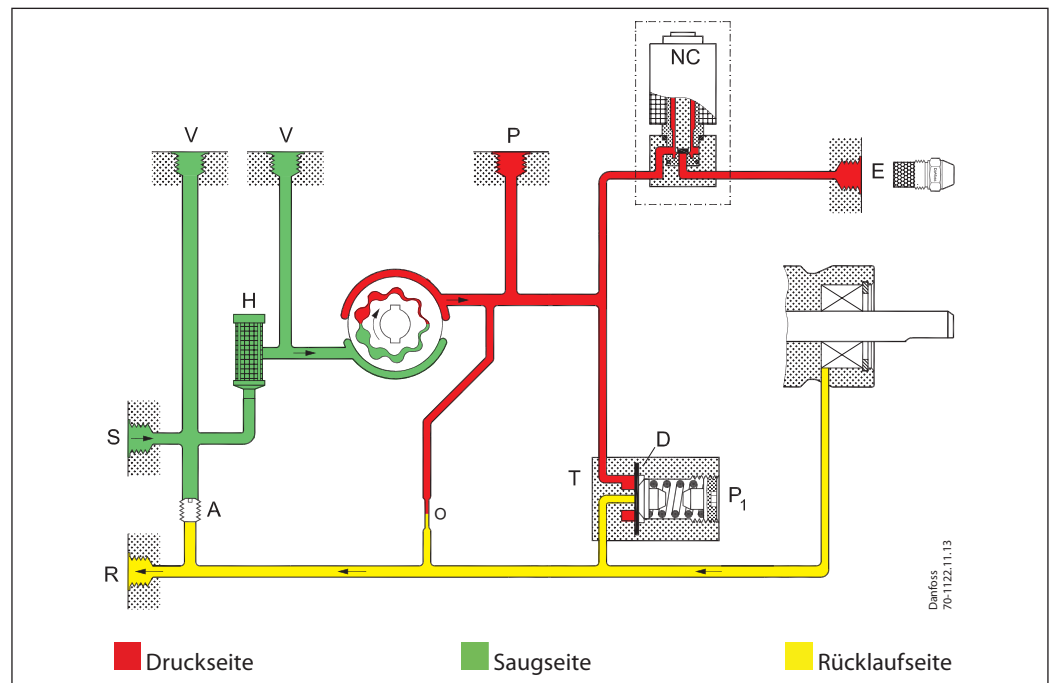 NC
V
V
P
E
H
S
D
T
P1
A
O
R
Danfoss
70-1122.11.13
Druckseite
Saugseite
Rücklaufseite